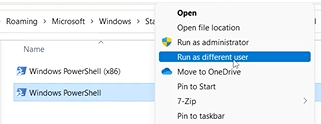 Roaming > Microsoft > Windows > Sta
Name
Windows PowerShell (x86)
Windows PowerShell
Open
Open file location
Run as administrator
Run as different user
Move to OneDrive
Pin to Start
7-Zip
Pin to taskbar